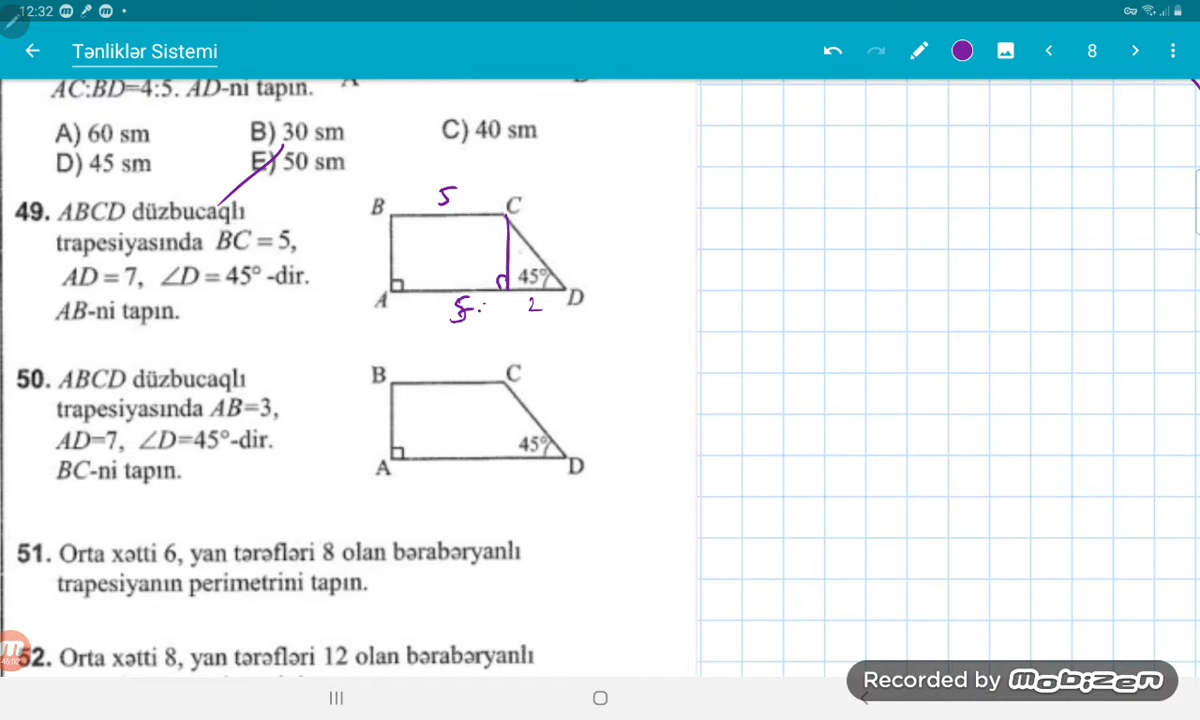 12:32
Tənliklər Sistemi
8
AC:BD=4:5. AD-ni tapın.
A) 60 sm B) 30 sm C) 40 sm
D) 45 sm E) 50 sm
49. ABCD düzbucaqlı
trapesiyasında BC = 5,
AD = 7, ∠D = 45° -dir.
AB-ni tapın.
5
B C
45°
A D
5 2
50. ABCD düzbucaqlı
trapesiyasında AB=3,
AD=7, ∠D=45°-dir.
BC-ni tapın.
B C
45°
A D
51. Orta xətti 6, yan tərəfləri 8 olan bərabəryanlı
trapesiyanın perimetrini tapın.
52. Orta xətti 8, yan tərəfləri 12 olan bərabəryanlı
45:02
Recorded by mobizen